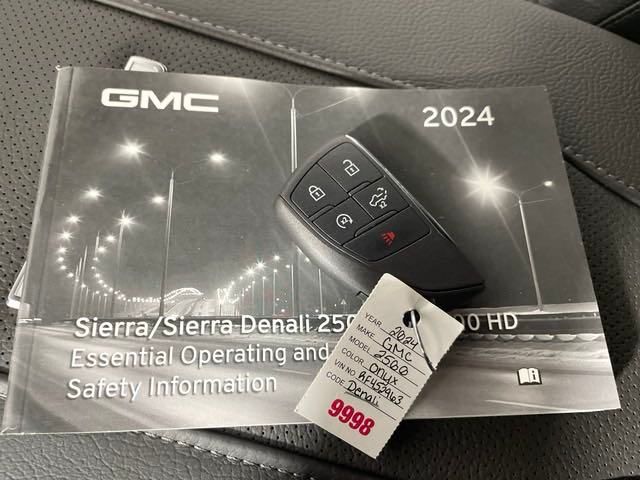 GMC
2024
Sierra/Sierra Denali 25 00 HD
Essential Operating and
Safety Information
YEAR 2024
MAKE GMC
MODEL 2500
COLOR Onyx
VIN NO. RF452963
CODE Denali
9998